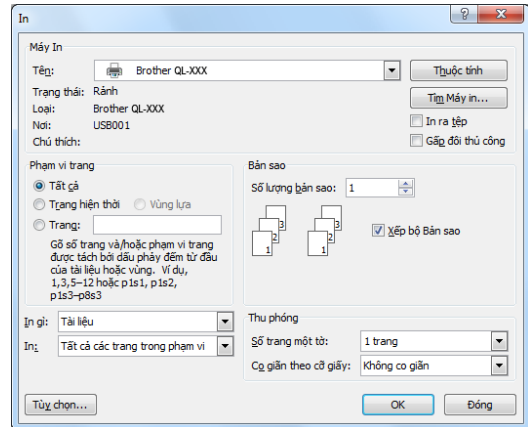 In
Máy In
Tên: Brother QL-XXX Thuộc tính
Trạng thái: Rảnh
Loại: Brother QL-XXX Tìm Máy in...
Nơi: USB001 In ra tệp
Chú thích: Gấp đôi thủ công
Phạm vi trang
Tất cả
Trang hiện thời Vùng lựa
Trang:
Gõ số trang và/hoặc phạm vi trang
được tách bởi dấu phảy đếm từ đầu
của tài liệu hoặc vùng. Ví dụ,
1,3,5–12 hoặc p1s1, p1s2,
p1s3–p8s3
Bản sao
Số lượng bản sao: 1
1 2 3 1 2 3
Xếp bộ Bản sao
In gì: Tài liệu
In: Tất cả các trang trong phạm vi
Thu phóng
Số trang một tờ: 1 trang
Co giãn theo cỡ giấy: Không co giãn
Tùy chọn... OK Đóng